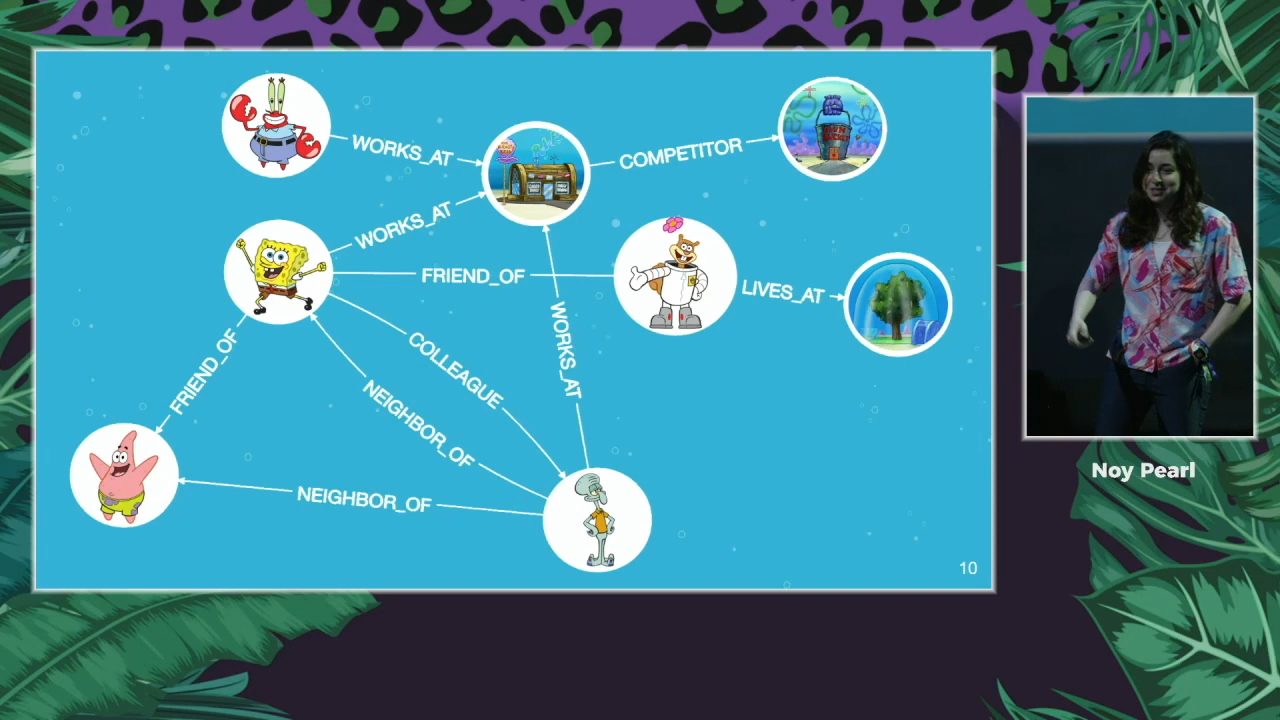 WORKS_AT
COMPETITOR
WORKS_AT
FRIEND_OF
LIVES_AT
WORKS_AT
COLLEAGUE
FRIEND_OF
NEIGHBOR_OF
NEIGHBOR_OF
10
Noy Pearl